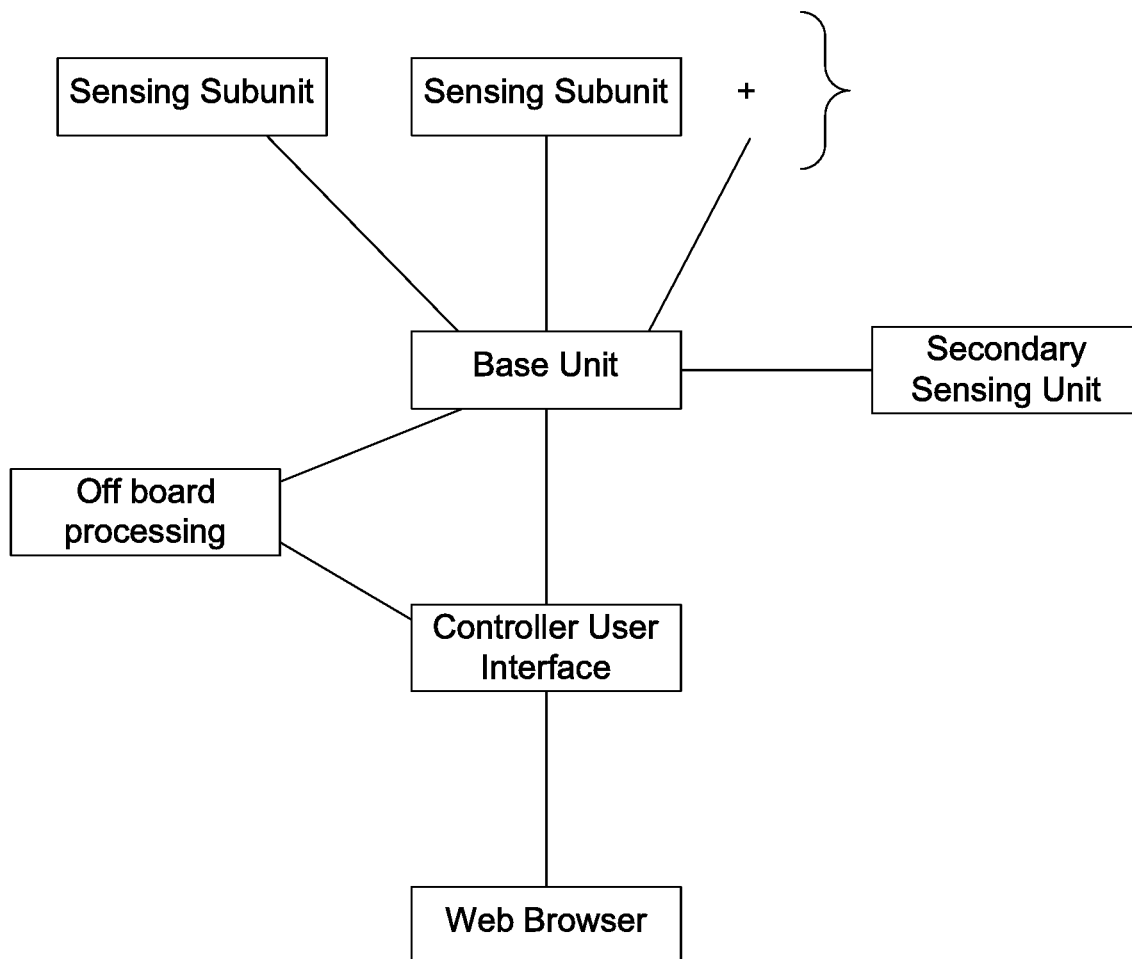 Sensing Subunit
Sensing Subunit
+
Base Unit
Secondary
Sensing Unit
Off board
processing
Controller User
Interface
Web Browser